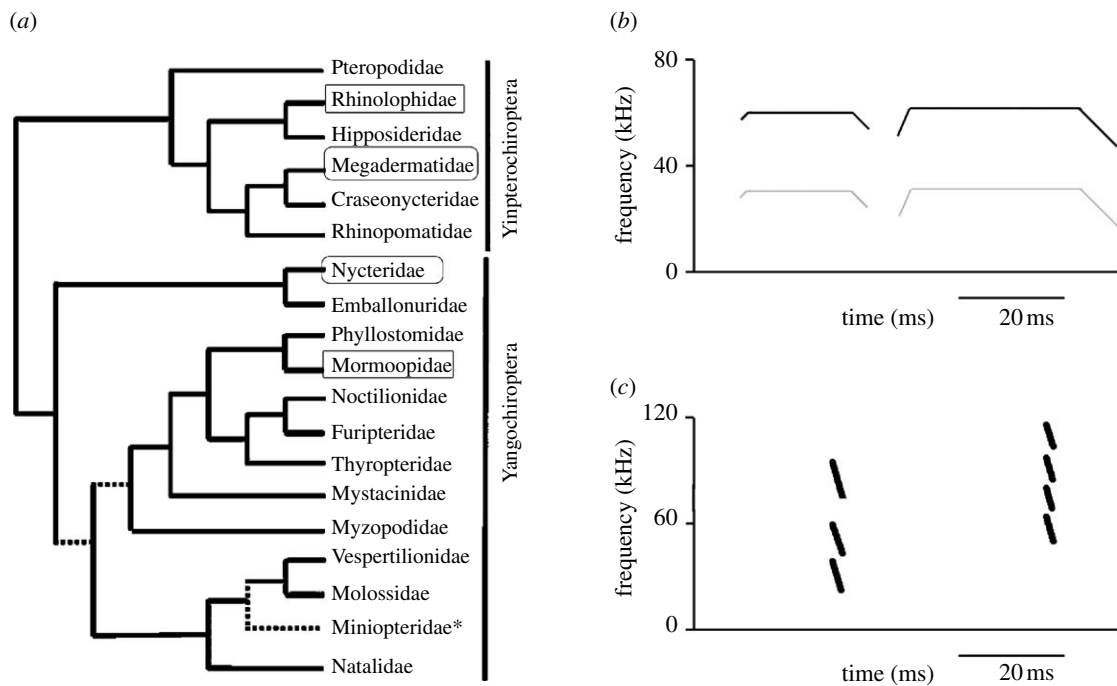 (a)
Pteropodidae
Rhinolophidae
Hipposideridae
Megadermatidae
Craseonycteridae
Rhinopomatidae
Yinpterochiroptera
Nycteridae
Emballonuridae
Phyllostomidae
Mormoopidae
Noctilionidae
Furipteridae
Thyropteridae
Mystacinidae
Myzopodidae
Vespertilionidae
Molossidae
Miniopteridae*
Natalidae
Yangochiroptera
(b)
80
40
0
frequency (kHz)
time (ms)
20 ms
(c)
120
60
0
frequency (kHz)
time (ms)
20 ms